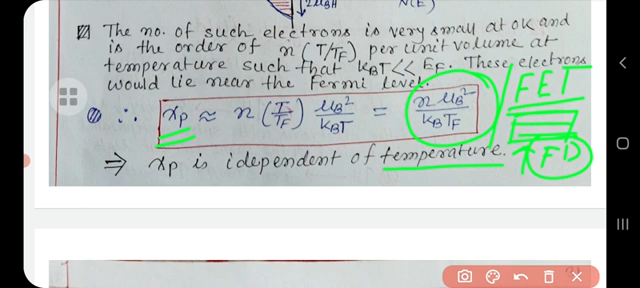 2μBH N(E)
The no. of such electrons is very small at 0K and
is the order of n (T/TF) per unit volume at
temperature such that KBT << EF. These electrons
would lie near the Fermi level.
∴ χP ≈ n (T/TF) μB²/KBT = nμB²/KBTF
FET
⇒ χP is idependent of temperature. ↑FD